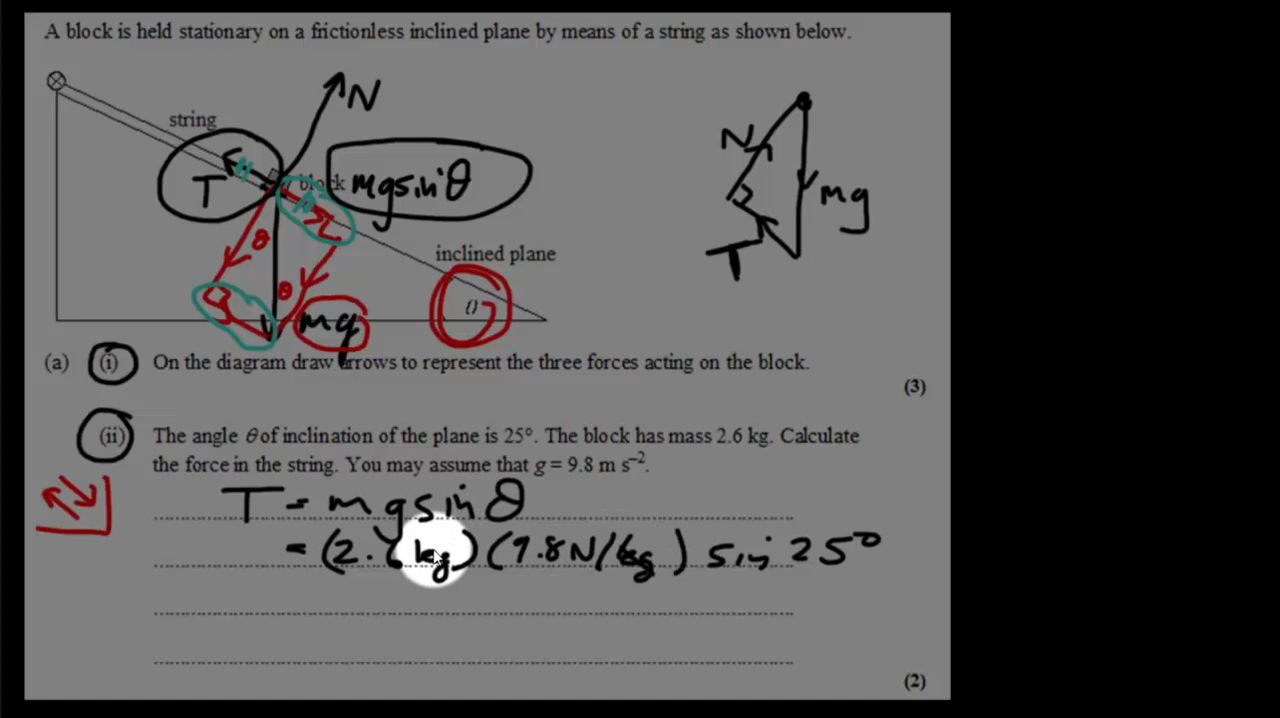 A block is held stationary on a frictionless inclined plane by means of a string as shown below.
N
string
T
block
mgsinθ
N
mg
T
θ
θ
inclined plane
θ
mg
(a) (i) On the diagram draw arrows to represent the three forces acting on the block.
(3)
(ii) The angle θ of inclination of the plane is 25°. The block has mass 2.6 kg. Calculate
the force in the string. You may assume that g = 9.8 m s⁻².
T = mg sin θ
= (2.6 kg) (9.8 N/kg) sin 25°
(2)